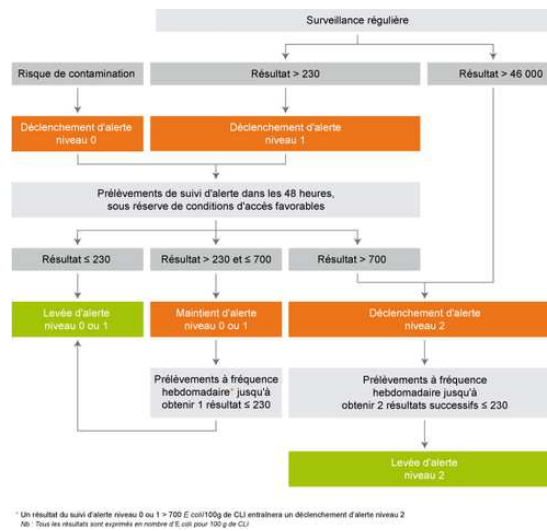 Surveillance régulière
Risque de contamination
Résultat > 230
Résultat > 46 000
Déclenchement d'alerte
niveau 0
Déclenchement d'alerte
niveau 1
Prélèvements de suivi d'alerte dans les 48 heures,
sous réserve de conditions d'accès favorables
Résultat ≤ 230
Résultat > 230 et ≤ 700
Résultat > 700
Levée d'alerte
niveau 0 ou 1
Maintient d'alerte
niveau 0 ou 1
Déclenchement d'alerte
niveau 2
Prélèvements à fréquence
hebdomadaire* jusqu'à
obtenir 1 résultat ≤ 230
Prélèvements à fréquence
hebdomadaire jusqu'à
obtenir 2 résultats successifs ≤ 230
Levée d'alerte
niveau 2
* Un résultat du suivi d'alerte niveau 0 ou 1 > 700 E coli/100g de CLI entraînera un déclenchement d'alerte niveau 2
Nb : Tous les résultats sont exprimés en nombre d'E coli pour 100 g de CLI